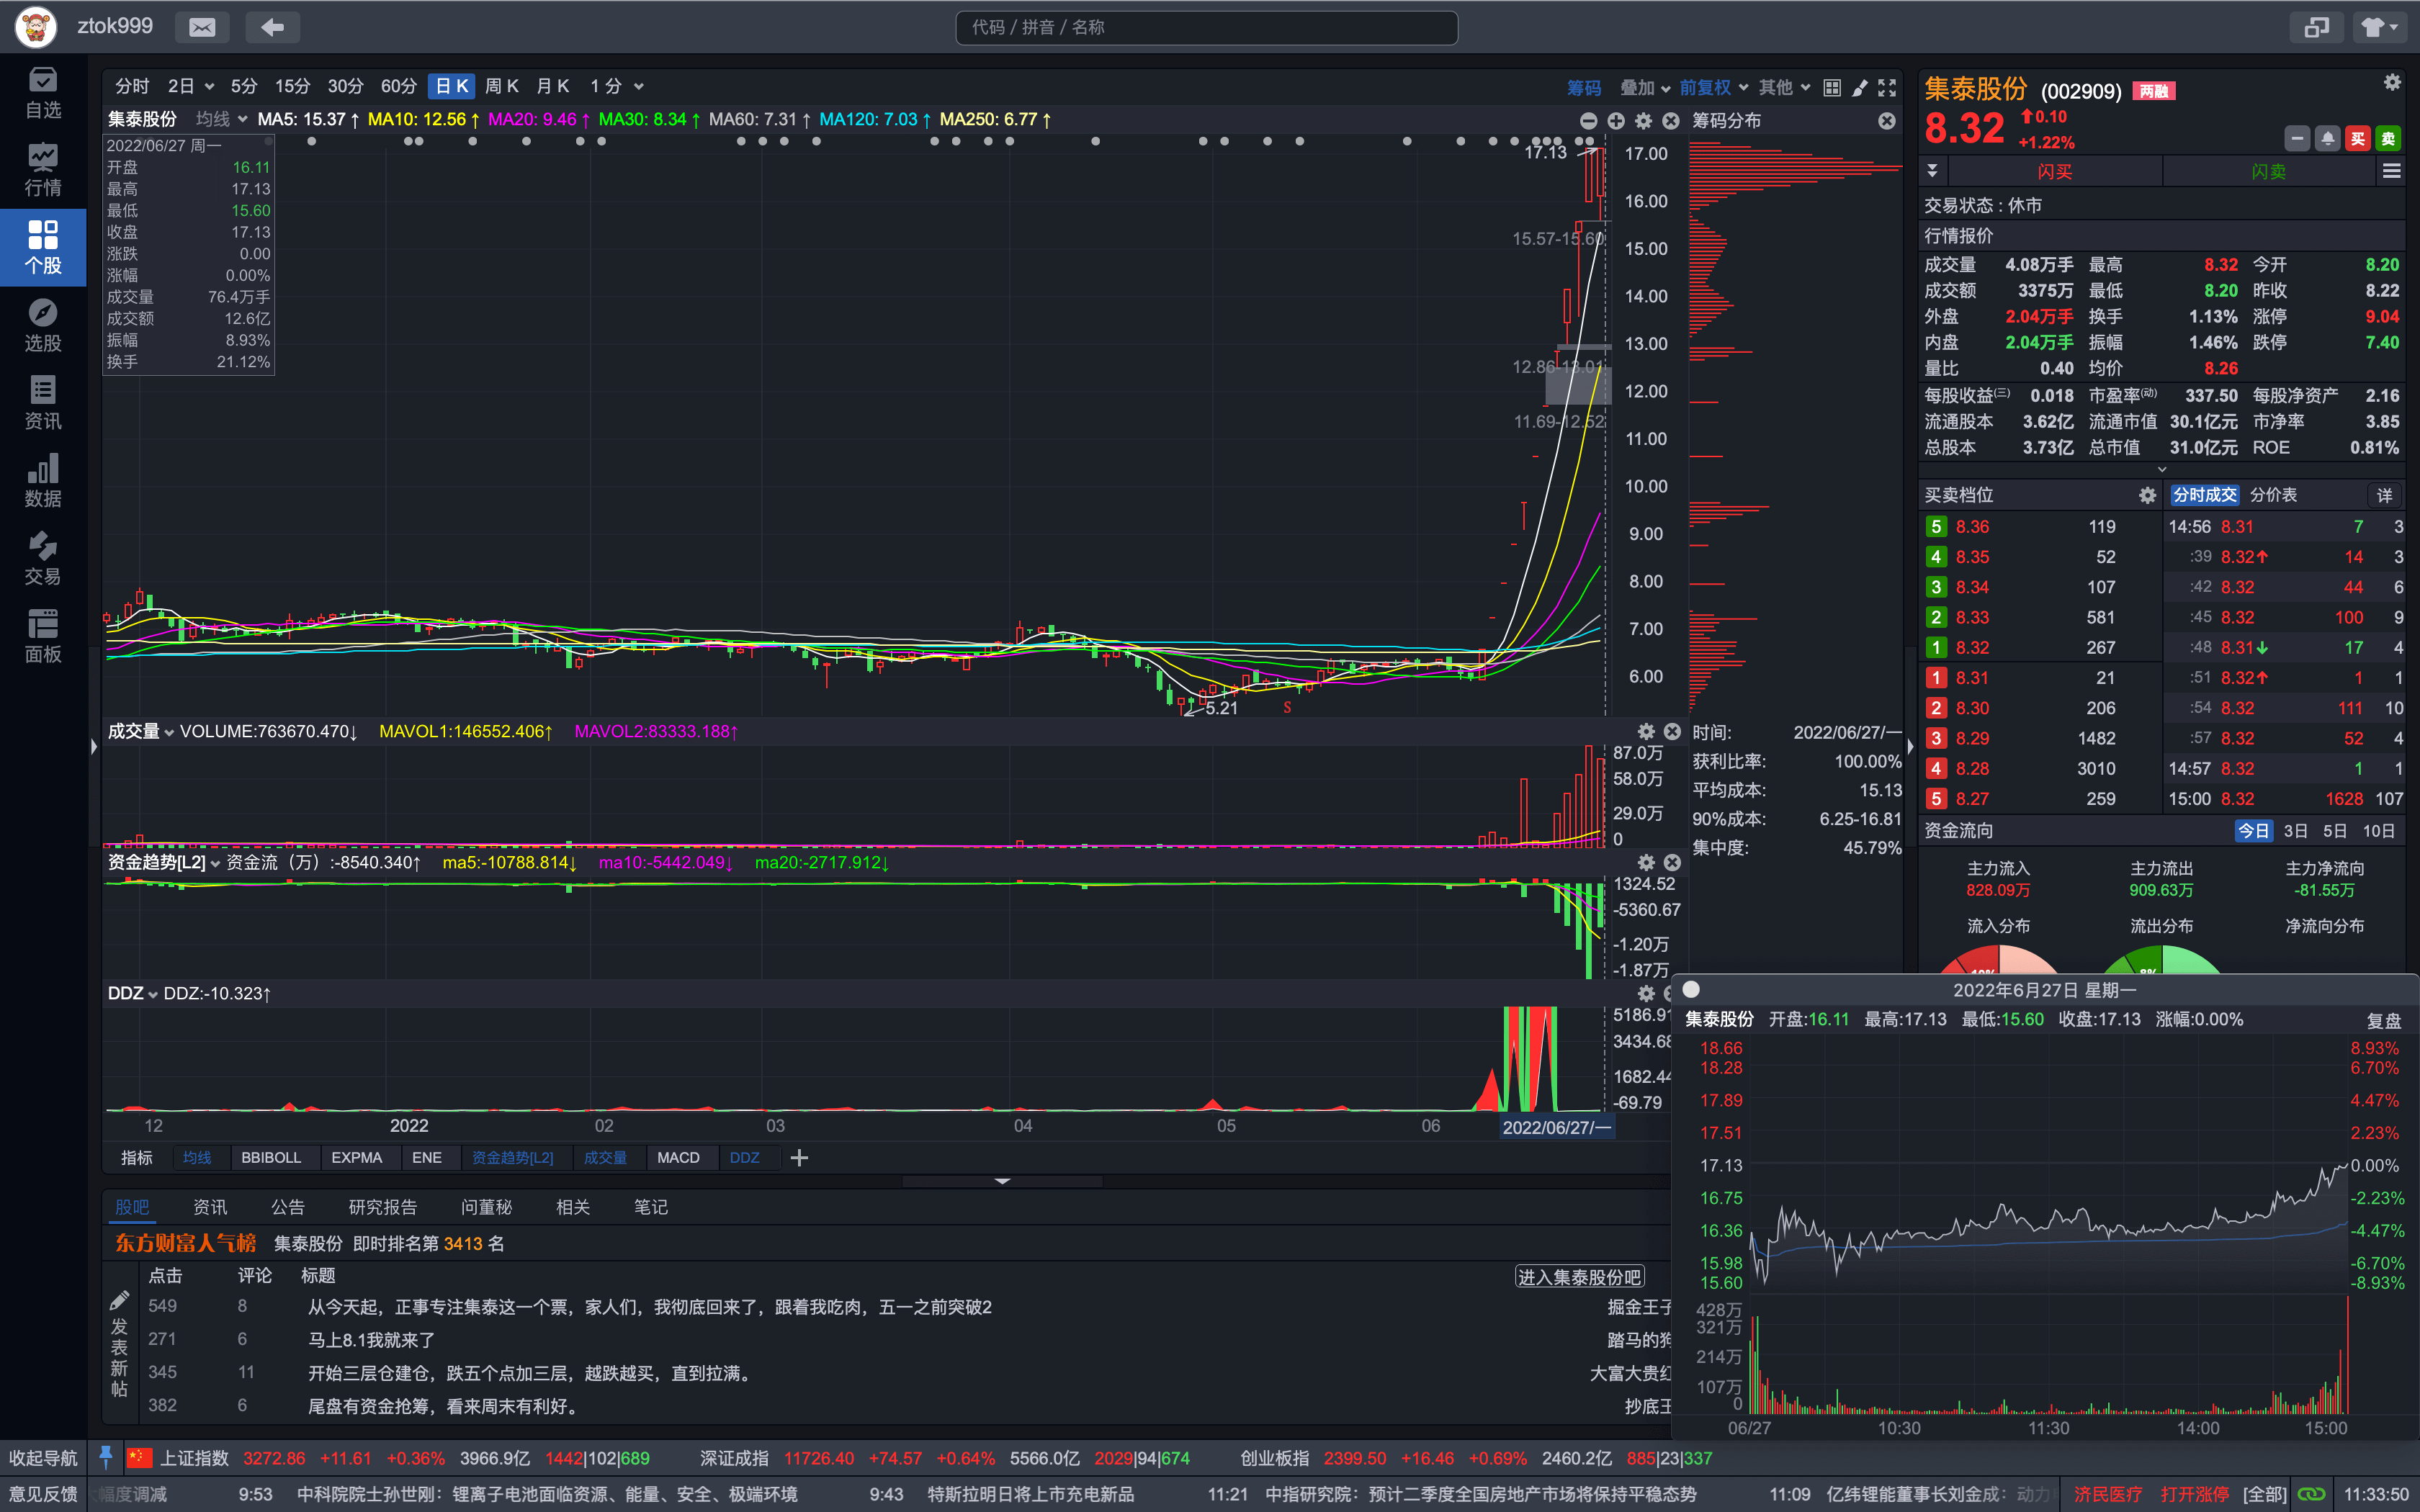 ztok999
代码 / 拼音 / 名称
自选
行情
个股
选股
资讯
数据
交易
面板
分时 2日 5分 15分 30分 60分 日K 周K 月K 1分 筹码 叠加 前复权 其他
集泰股份 均线 MA5: 15.37↑ MA10: 12.56↑ MA20: 9.46↑ MA30: 8.34↑ MA60: 7.31↑ MA120: 7.03↑ MA250: 6.77↑
筹码分布
2022/06/27 周一
开盘 16.11
最高 17.13
最低 15.60
收盘 17.13
涨跌 0.00
涨幅 0.00%
成交量 76.4万手
成交额 12.6亿
振幅 8.93%
换手 21.12%
17.13
15.57-15.60
12.86-13.01
11.69-12.52
5.21
S
17.00
16.00
15.00
14.00
13.00
12.00
11.00
10.00
9.00
8.00
7.00
6.00
成交量 VOLUME:763670.470↓ MAVOL1:146552.406↑ MAVOL2:83333.188↑
87.0万
58.0万
29.0万
0
资金趋势[L2] 资金流（万）:-8540.340↑ ma5:-10788.814↓ ma10:-5442.049↓ ma20:-2717.912↓
1324.52
-5360.67
-1.20万
-1.87万
DDZ DDZ:-10.323↑
5186.91
3434.68
1682.44
-69.79
12 2022 02 03 04 05 06 2022/06/27/一
时间: 2022/06/27/一
获利比率: 100.00%
平均成本: 15.13
90%成本: 6.25-16.81
集中度: 45.79%
指标 均线 BBIBOLL EXPMA ENE 资金趋势[L2] 成交量 MACD DDZ
股吧 资讯 公告 研究报告 问董秘 相关 笔记
东方财富人气榜 集泰股份 即时排名第 3413 名
点击 评论 标题 进入集泰股份吧
发表新帖
549 8 从今天起，正事专注集泰这一个票，家人们，我彻底回来了，跟着我吃肉，五一之前突破2 掘金王子
271 6 马上8.1我就来了 踏马的狗
345 11 开始三层仓建仓，跌五个点加三层，越跌越买，直到拉满。 大富大贵红
382 6 尾盘有资金抢筹，看来周末有利好。 抄底王
集泰股份 (002909) 两融
8.32 0.10
+1.22%
买 卖
闪买 闪卖
交易状态 : 休市
行情报价
成交量 4.08万手 最高 8.32 今开 8.20
成交额 3375万 最低 8.20 昨收 8.22
外盘 2.04万手 换手 1.13% 涨停 9.04
内盘 2.04万手 振幅 1.46% 跌停 7.40
量比 0.40 均价 8.26
每股收益(三) 0.018 市盈率(动) 337.50 每股净资产 2.16
流通股本 3.62亿 流通市值 30.1亿元 市净率 3.85
总股本 3.73亿 总市值 31.0亿元 ROE 0.81%
买卖档位 分时成交 分价表 详
5 8.36 119 14:56 8.31 7 3
4 8.35 52 :39 8.32↑ 14 3
3 8.34 107 :42 8.32 44 6
2 8.33 581 :45 8.32 100 9
1 8.32 267 :48 8.31↓ 17 4
1 8.31 21 :51 8.32↑ 1 1
2 8.30 206 :54 8.32 111 10
3 8.29 1482 :57 8.32 52 4
4 8.28 3010 14:57 8.32 1 1
5 8.27 259 15:00 8.32 1628 107
资金流向 今日 3日 5日 10日
主力流入 主力流出 主力净流向
828.09万 909.63万 -81.55万
流入分布 流出分布 净流向分布
2022年6月27日 星期一
集泰股份 开盘:16.11 最高:17.13 最低:15.60 收盘:17.13 涨幅:0.00% 复盘
18.66 8.93%
18.28 6.70%
17.89 4.47%
17.51 2.23%
17.13 0.00%
16.75 -2.23%
16.36 -4.47%
15.98 -6.70%
15.60 -8.93%
428万
321万
214万
107万
0
06/27 10:30 11:30 14:00 15:00
收起导航 上证指数 3272.86 +11.61 +0.36% 3966.9亿 1442|102|689 深证成指 11726.40 +74.57 +0.64% 5566.0亿 2029|94|674 创业板指 2399.50 +16.46 +0.69% 2460.2亿 885|23|337
意见反馈 幅度调减 9:53 中科院院士孙世刚：锂离子电池面临资源、能量、安全、极端环境 9:43 特斯拉明日将上市充电新品 11:21 中指研究院：预计二季度全国房地产市场将保持平稳态势 11:09 亿纬锂能董事长刘金成：动力 济民医疗 打开涨停 [全部] 11:33:50